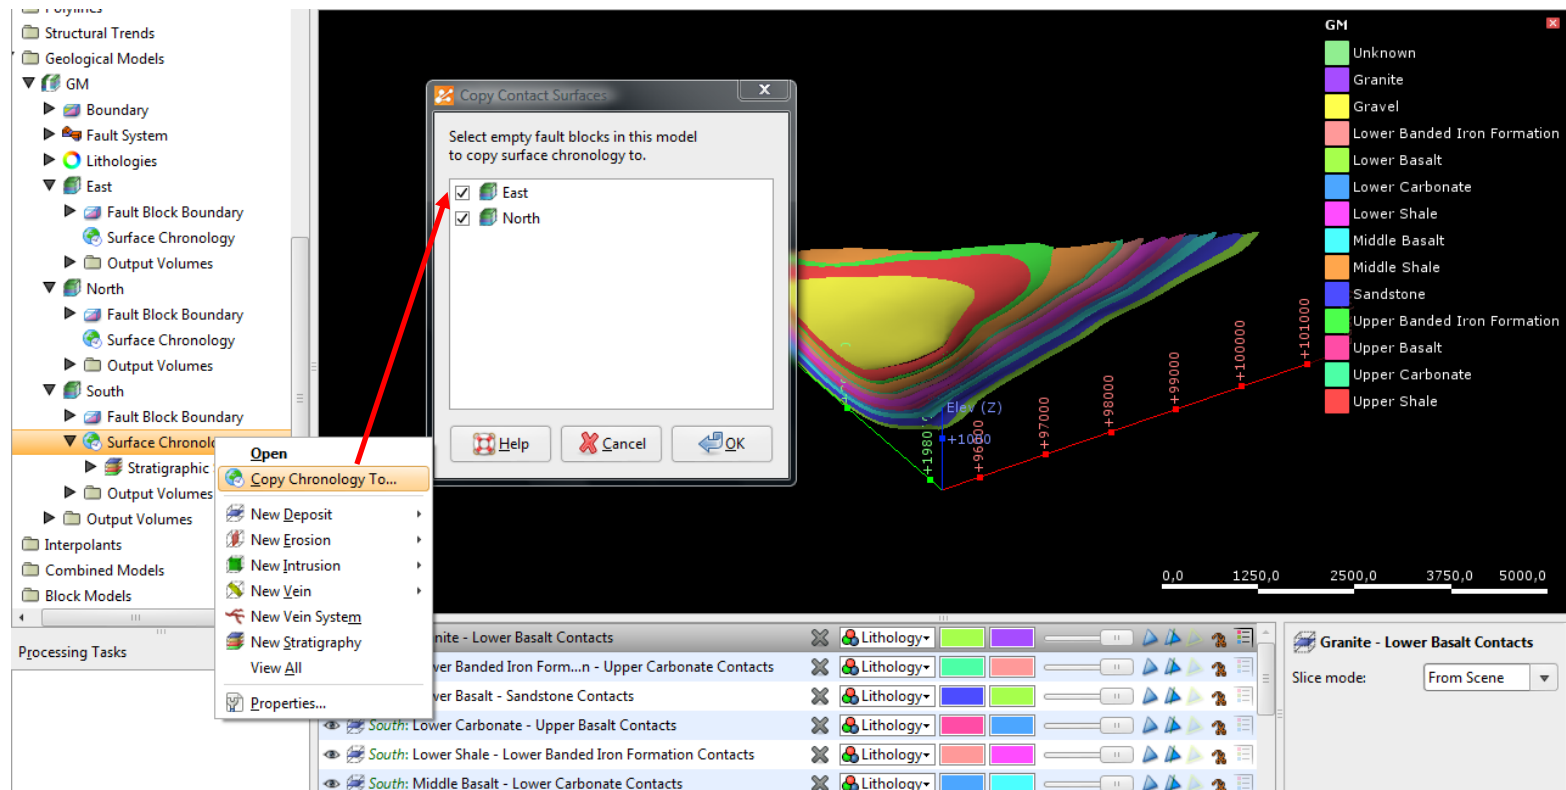 Polylines
Structural Trends
Geological Models
GM
Boundary
Fault System
Lithologies
East
Fault Block Boundary
Surface Chronology
Output Volumes
North
Fault Block Boundary
Surface Chronology
Output Volumes
South
Fault Block Boundary
Surface Chronolo
Stratigraphic
Output Volumes
Output Volumes
Interpolants
Combined Models
Block Models
Processing Tasks
Open
Copy Chronology To...
New Deposit
New Erosion
New Intrusion
New Vein
New Vein System
New Stratigraphy
View All
Properties...
Copy Contact Surfaces
X
Select empty fault blocks in this model
to copy surface chronology to.
East
North
Help
Cancel
OK
GM
Unknown
Granite
Gravel
Lower Banded Iron Formation
Lower Basalt
Lower Carbonate
Lower Shale
Middle Basalt
Middle Shale
Sandstone
Upper Banded Iron Formation
Upper Basalt
Upper Carbonate
Upper Shale
Elev (Z)
+1000
+96000
+97000
+98000
+99000
+100000
+101000
0,0 1250,0 2500,0 3750,0 5000,0
nite - Lower Basalt Contacts Lithology
ver Banded Iron Form...n - Upper Carbonate Contacts Lithology
ver Basalt - Sandstone Contacts Lithology
South: Lower Carbonate - Upper Basalt Contacts Lithology
South: Lower Shale - Lower Banded Iron Formation Contacts Lithology
South: Middle Basalt - Lower Carbonate Contacts Lithology
Granite - Lower Basalt Contacts
Slice mode: From Scene